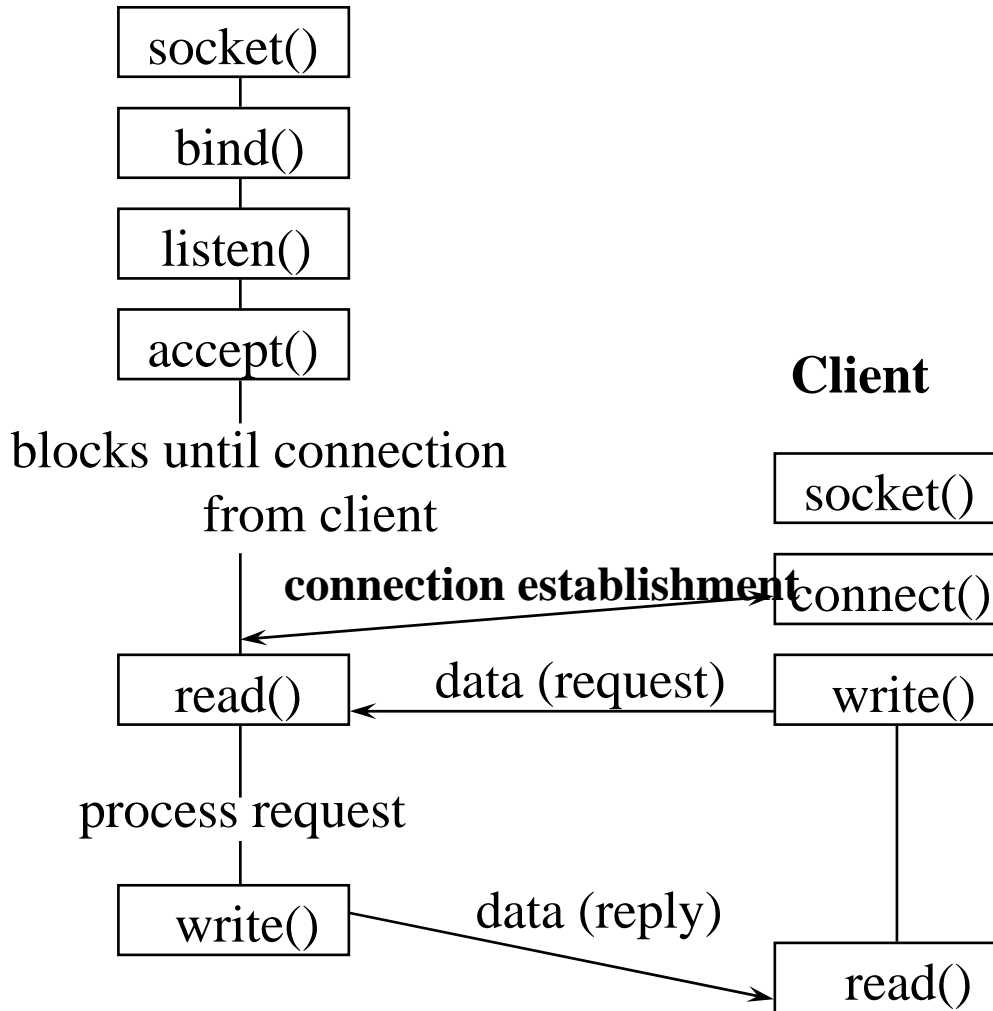 socket()
bind()
listen()
accept()
Client
blocks until connection
from client
socket()
connection establishment
connect()
read()
data (request)
write()
process request
write()
data (reply)
read()